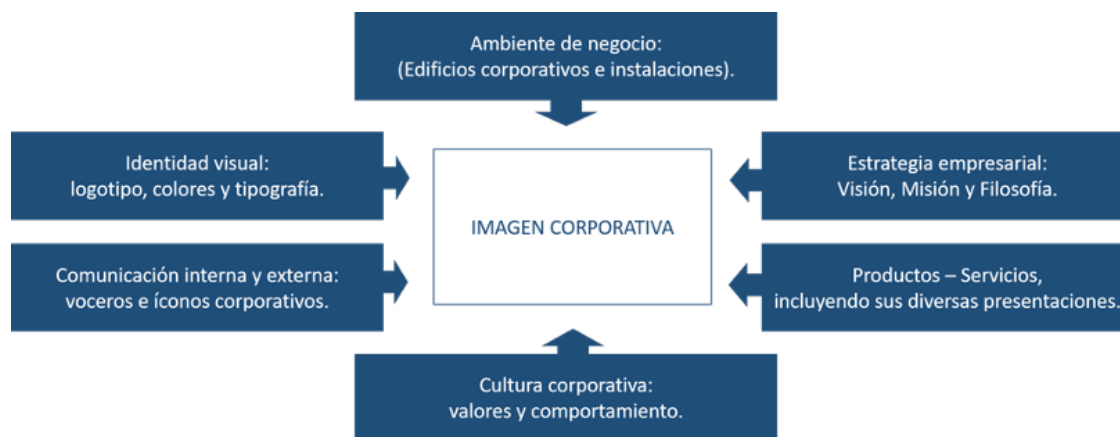 Ambiente de negocio:
(Edificios corporativos e instalaciones).
Identidad visual:
logotipo, colores y tipografía.
Estrategia empresarial:
Visión, Misión y Filosofía.
IMAGEN CORPORATIVA
Comunicación interna y externa:
voceros e íconos corporativos.
Productos – Servicios,
incluyendo sus diversas presentaciones.
Cultura corporativa:
valores y comportamiento.